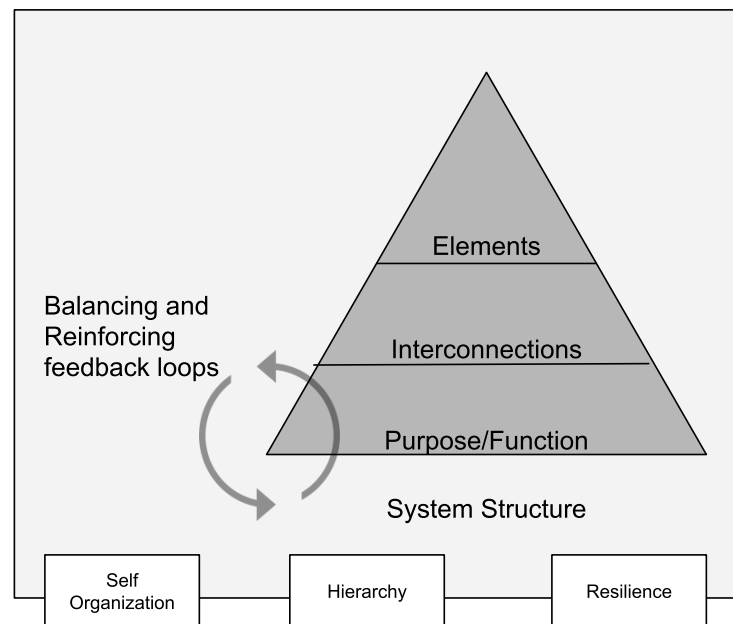 Elements
Balancing and
Reinforcing
feedback loops
Interconnections
Purpose/Function
System Structure
Self
Organization
Hierarchy
Resilience